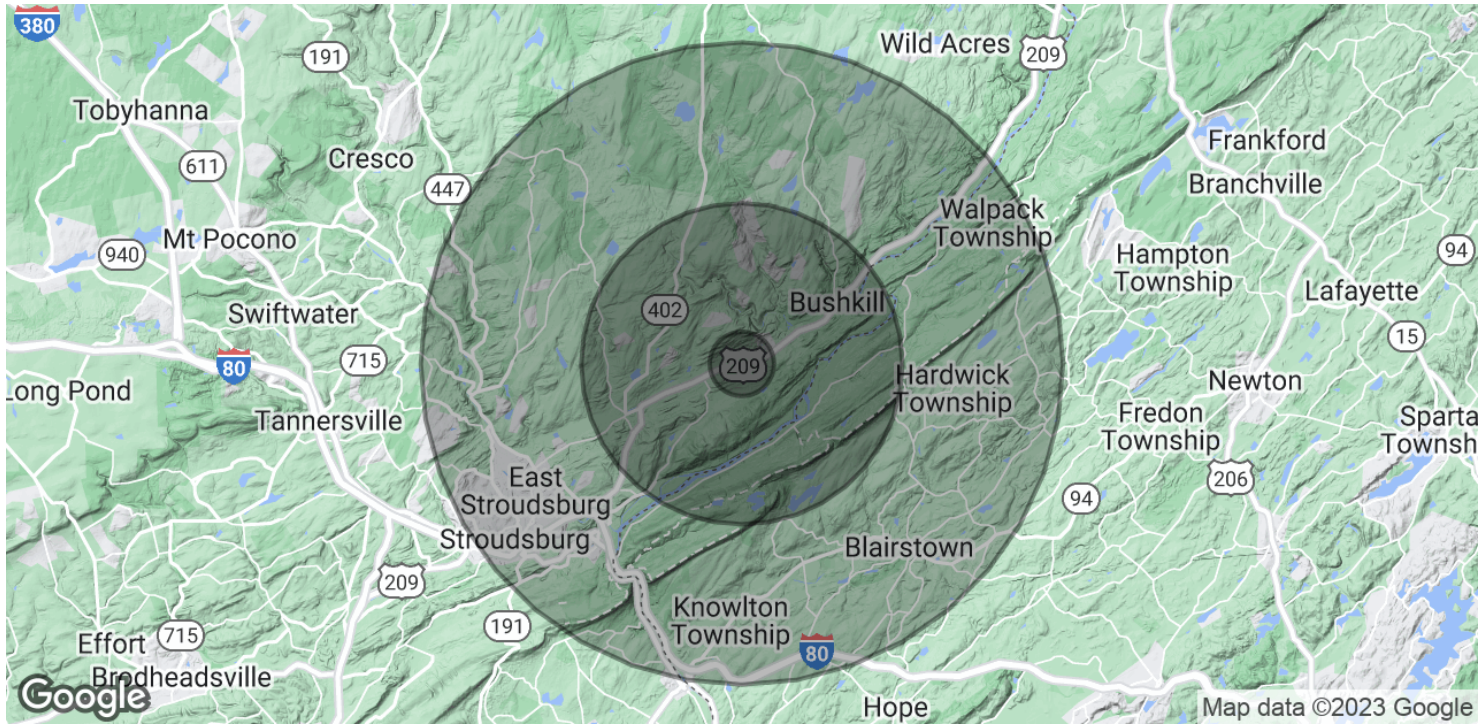 380
191
Wild Acres
209
Tobyhanna
611
Cresco
Frankford
447
Branchville
Walpack
Township
Mt Pocono
940
Hampton
Township
94
Lafayette
Swiftwater
402
Bushkill
15
715
80
209
Long Pond
Hardwick
Township
Newton
Tannersville
Fredon
Township
Sparta
Townsh
East
Stroudsburg
206
94
Stroudsburg
Blairstown
209
Knowlton
Township
191
715
Effort
80
Brodheadsville
Google
Hope
Map data ©2023 Google